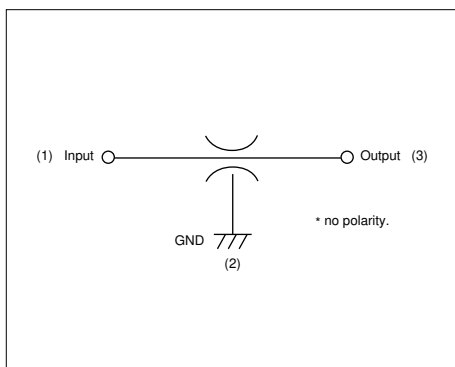 (1) Input Output (3)
* no polarity.
GND
(2)